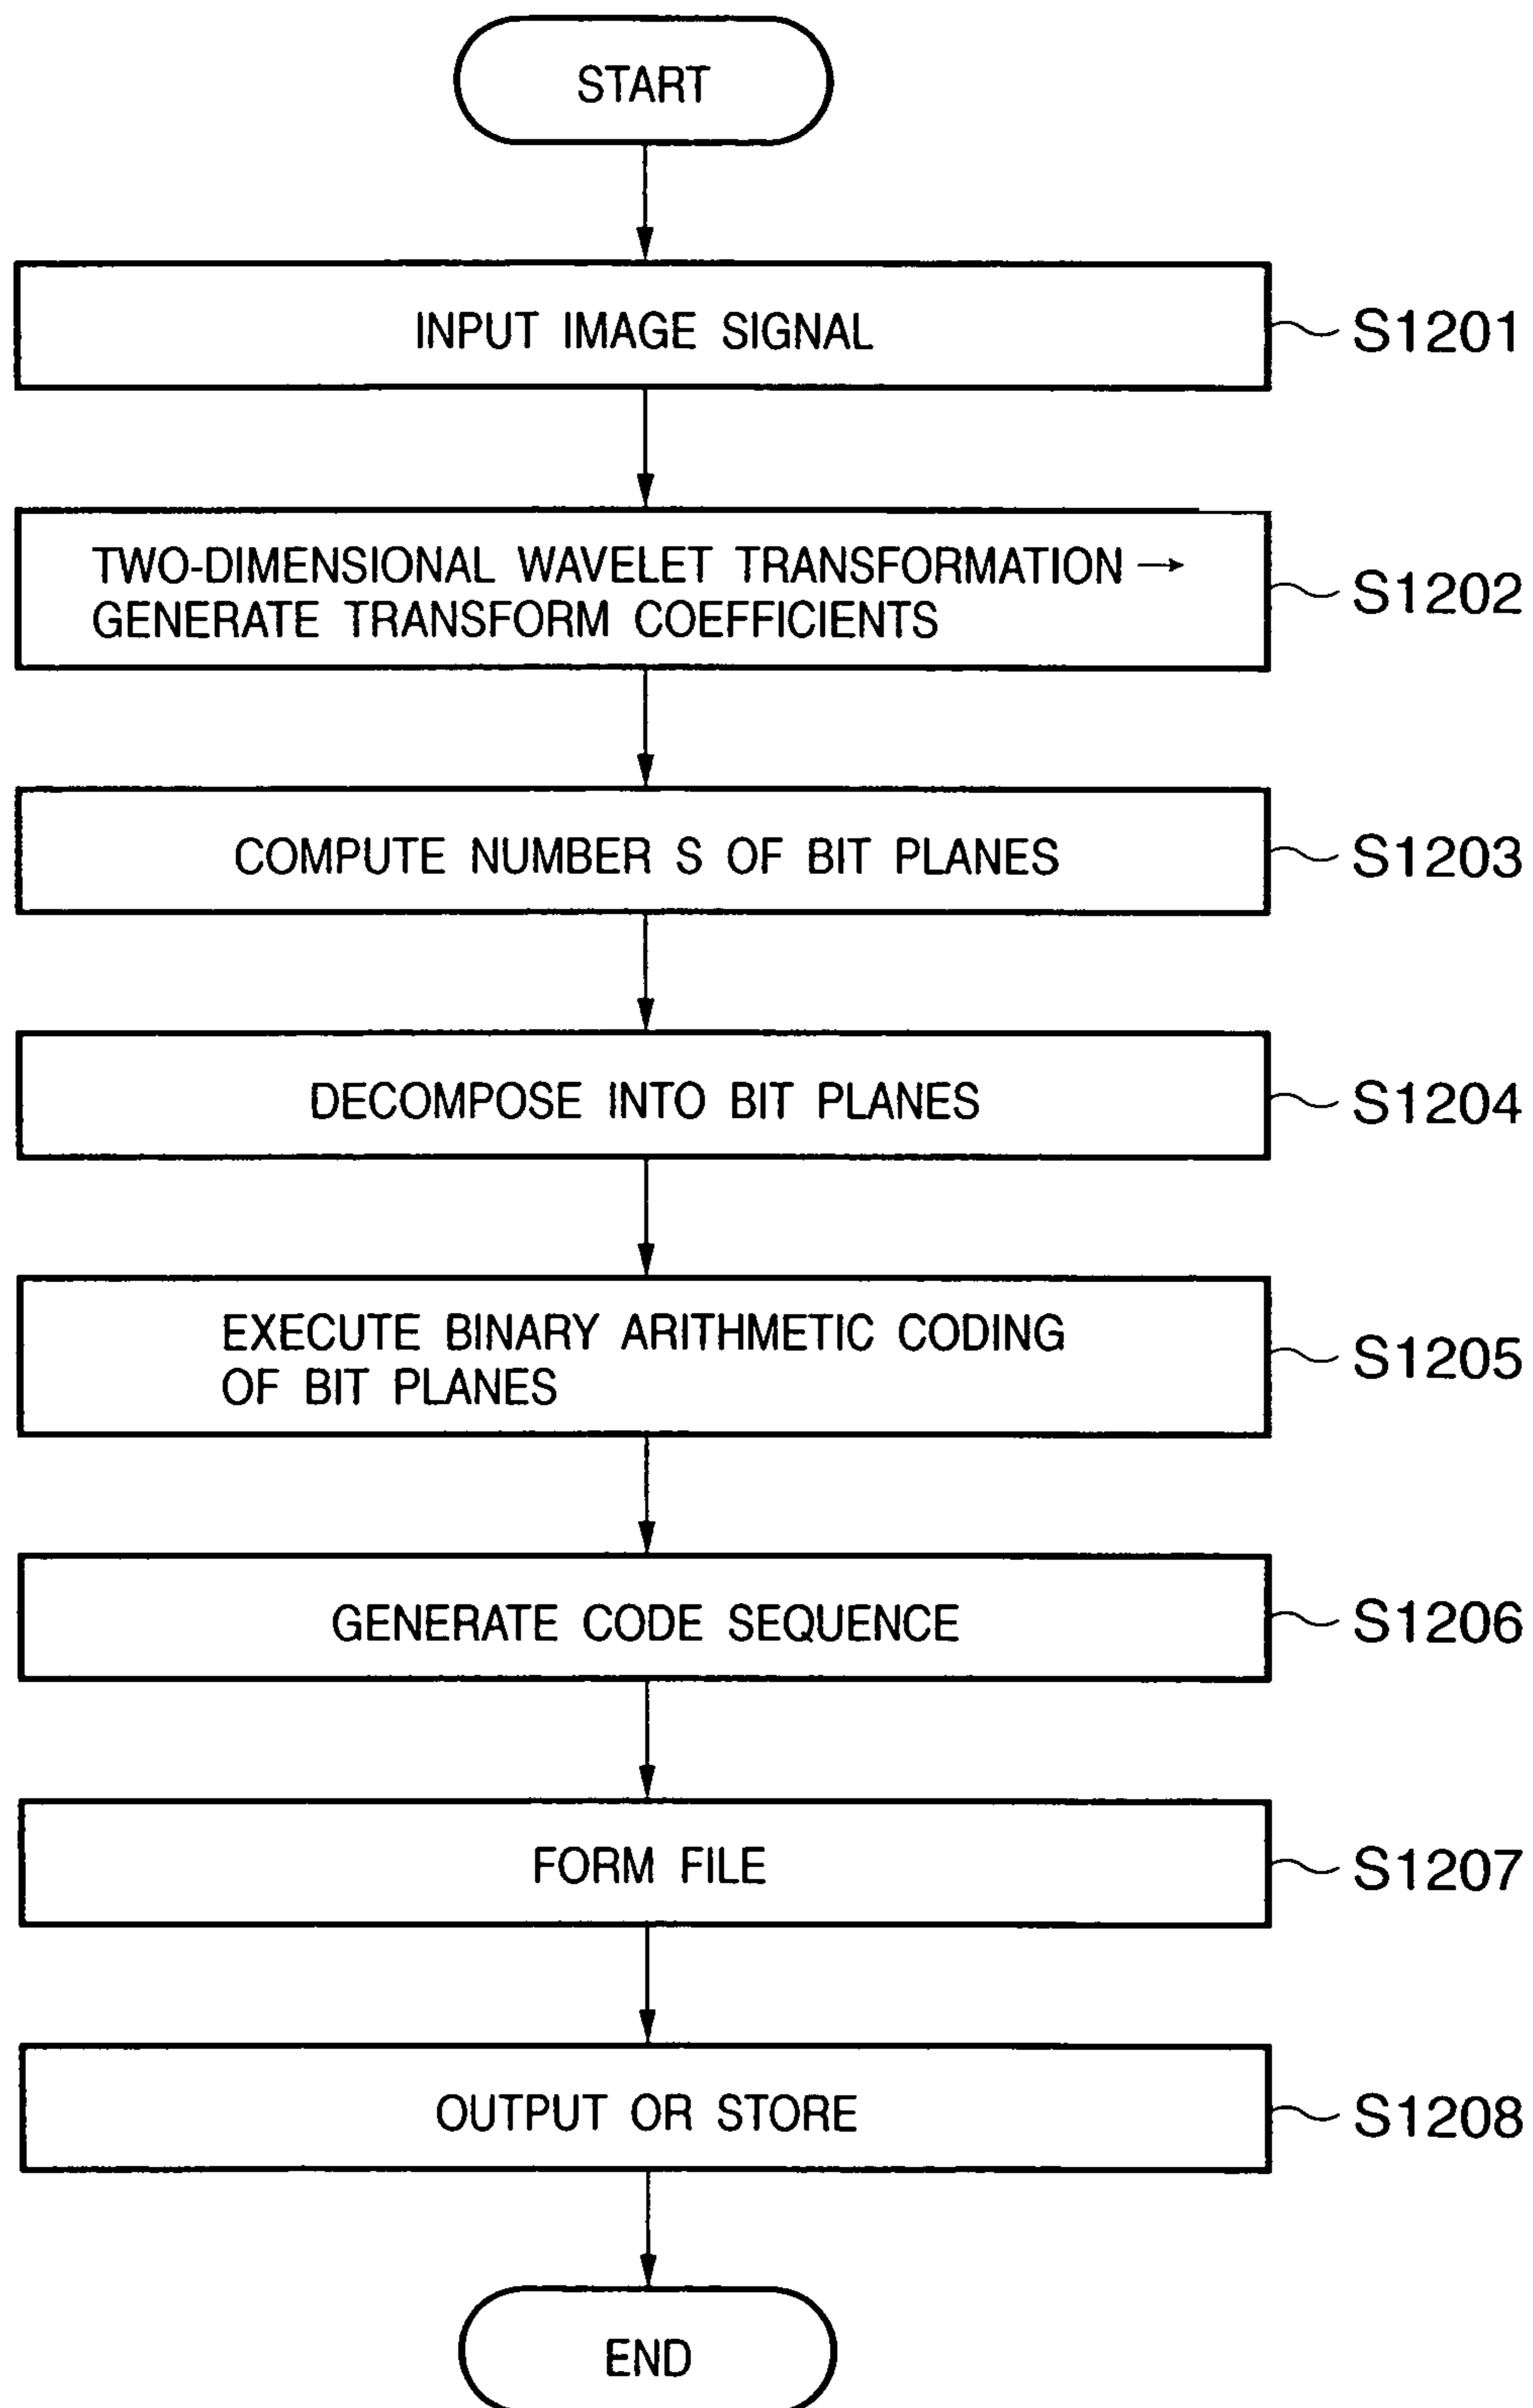 START
INPUT IMAGE SIGNAL
S1201
TWO-DIMENSIONAL WAVELET TRANSFORMATION →
GENERATE TRANSFORM COEFFICIENTS
S1202
COMPUTE NUMBER S OF BIT PLANES
S1203
DECOMPOSE INTO BIT PLANES
S1204
EXECUTE BINARY ARITHMETIC CODING
OF BIT PLANES
S1205
GENERATE CODE SEQUENCE
S1206
FORM FILE
S1207
OUTPUT OR STORE
S1208
END